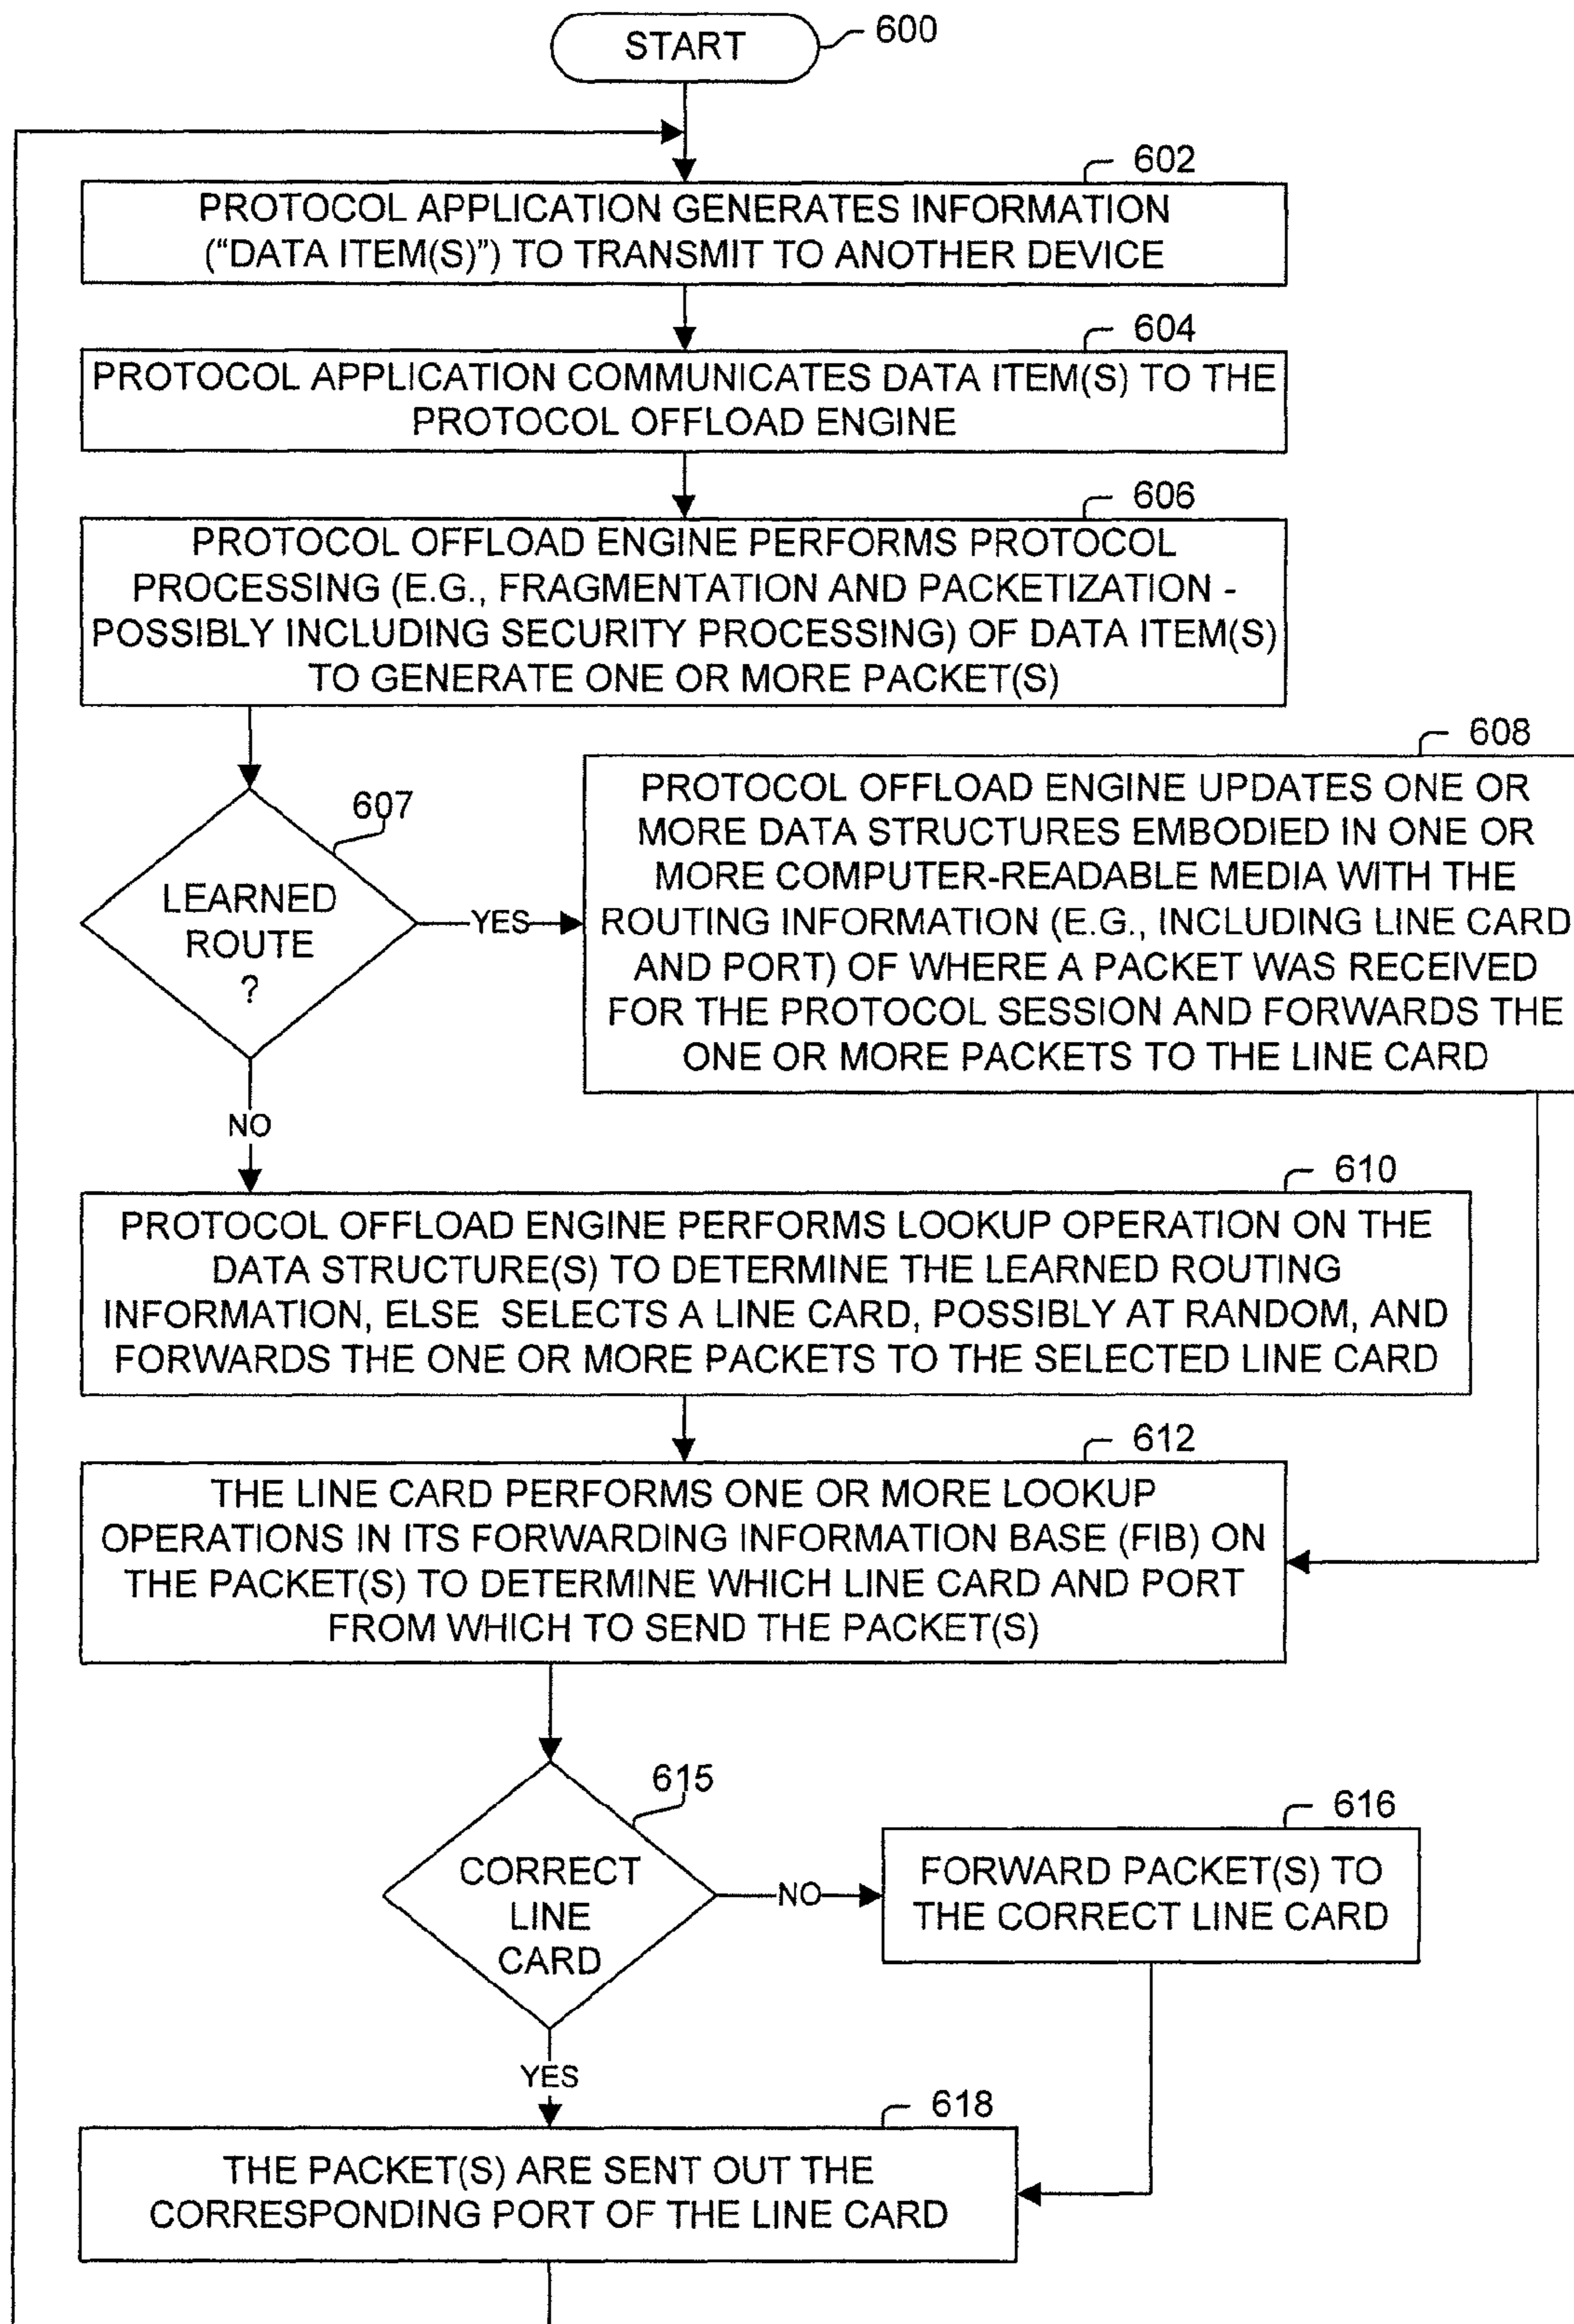 START
600
602
PROTOCOL APPLICATION GENERATES INFORMATION
(“DATA ITEM(S)”) TO TRANSMIT TO ANOTHER DEVICE
604
PROTOCOL APPLICATION COMMUNICATES DATA ITEM(S) TO THE
PROTOCOL OFFLOAD ENGINE
606
PROTOCOL OFFLOAD ENGINE PERFORMS PROTOCOL
PROCESSING (E.G., FRAGMENTATION AND PACKETIZATION -
POSSIBLY INCLUDING SECURITY PROCESSING) OF DATA ITEM(S)
TO GENERATE ONE OR MORE PACKET(S)
607
LEARNED
ROUTE
?
YES
608
PROTOCOL OFFLOAD ENGINE UPDATES ONE OR
MORE DATA STRUCTURES EMBODIED IN ONE OR
MORE COMPUTER-READABLE MEDIA WITH THE
ROUTING INFORMATION (E.G., INCLUDING LINE CARD
AND PORT) OF WHERE A PACKET WAS RECEIVED
FOR THE PROTOCOL SESSION AND FORWARDS THE
ONE OR MORE PACKETS TO THE LINE CARD
NO
610
PROTOCOL OFFLOAD ENGINE PERFORMS LOOKUP OPERATION ON THE
DATA STRUCTURE(S) TO DETERMINE THE LEARNED ROUTING
INFORMATION, ELSE SELECTS A LINE CARD, POSSIBLY AT RANDOM, AND
FORWARDS THE ONE OR MORE PACKETS TO THE SELECTED LINE CARD
612
THE LINE CARD PERFORMS ONE OR MORE LOOKUP
OPERATIONS IN ITS FORWARDING INFORMATION BASE (FIB) ON
THE PACKET(S) TO DETERMINE WHICH LINE CARD AND PORT
FROM WHICH TO SEND THE PACKET(S)
615
CORRECT
LINE
CARD
NO
616
FORWARD PACKET(S) TO
THE CORRECT LINE CARD
YES
618
THE PACKET(S) ARE SENT OUT THE
CORRESPONDING PORT OF THE LINE CARD